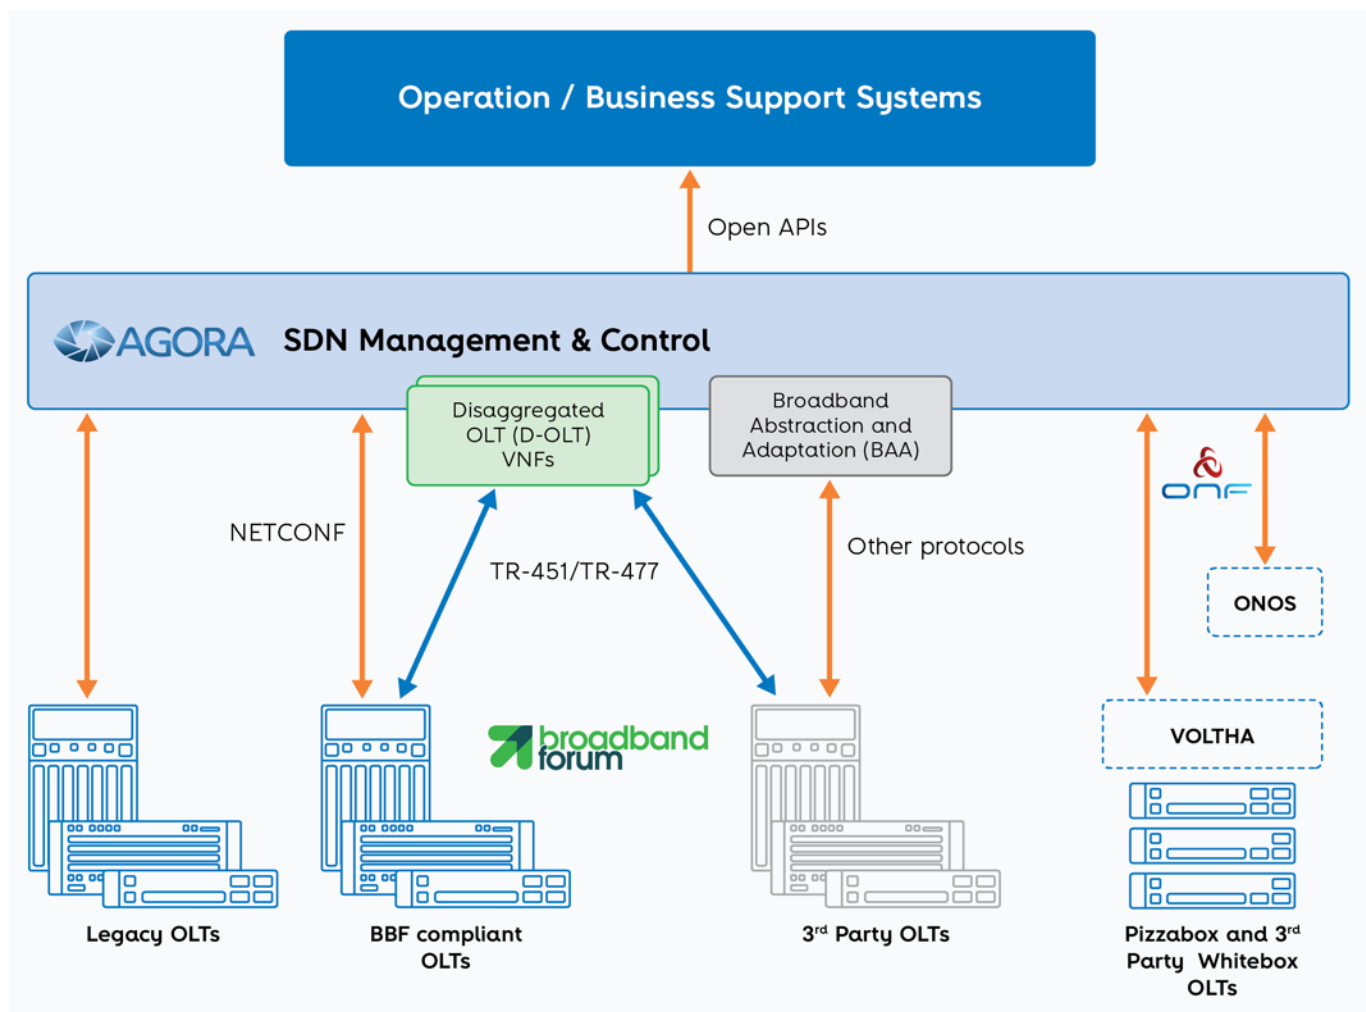 Operation / Business Support Systems
Open APIs
AGORA
SDN Management & Control
Disaggregated
OLT (D-OLT)
VNFs
Broadband
Abstraction and
Adaptation (BAA)
ONF
NETCONF
Other protocols
TR-451/TR-477
ONOS
broadband
forum
VOLTHA
Legacy OLTs
BBF compliant
OLTs
3rd Party OLTs
Pizzabox and 3rd
Party Whitebox
OLTs